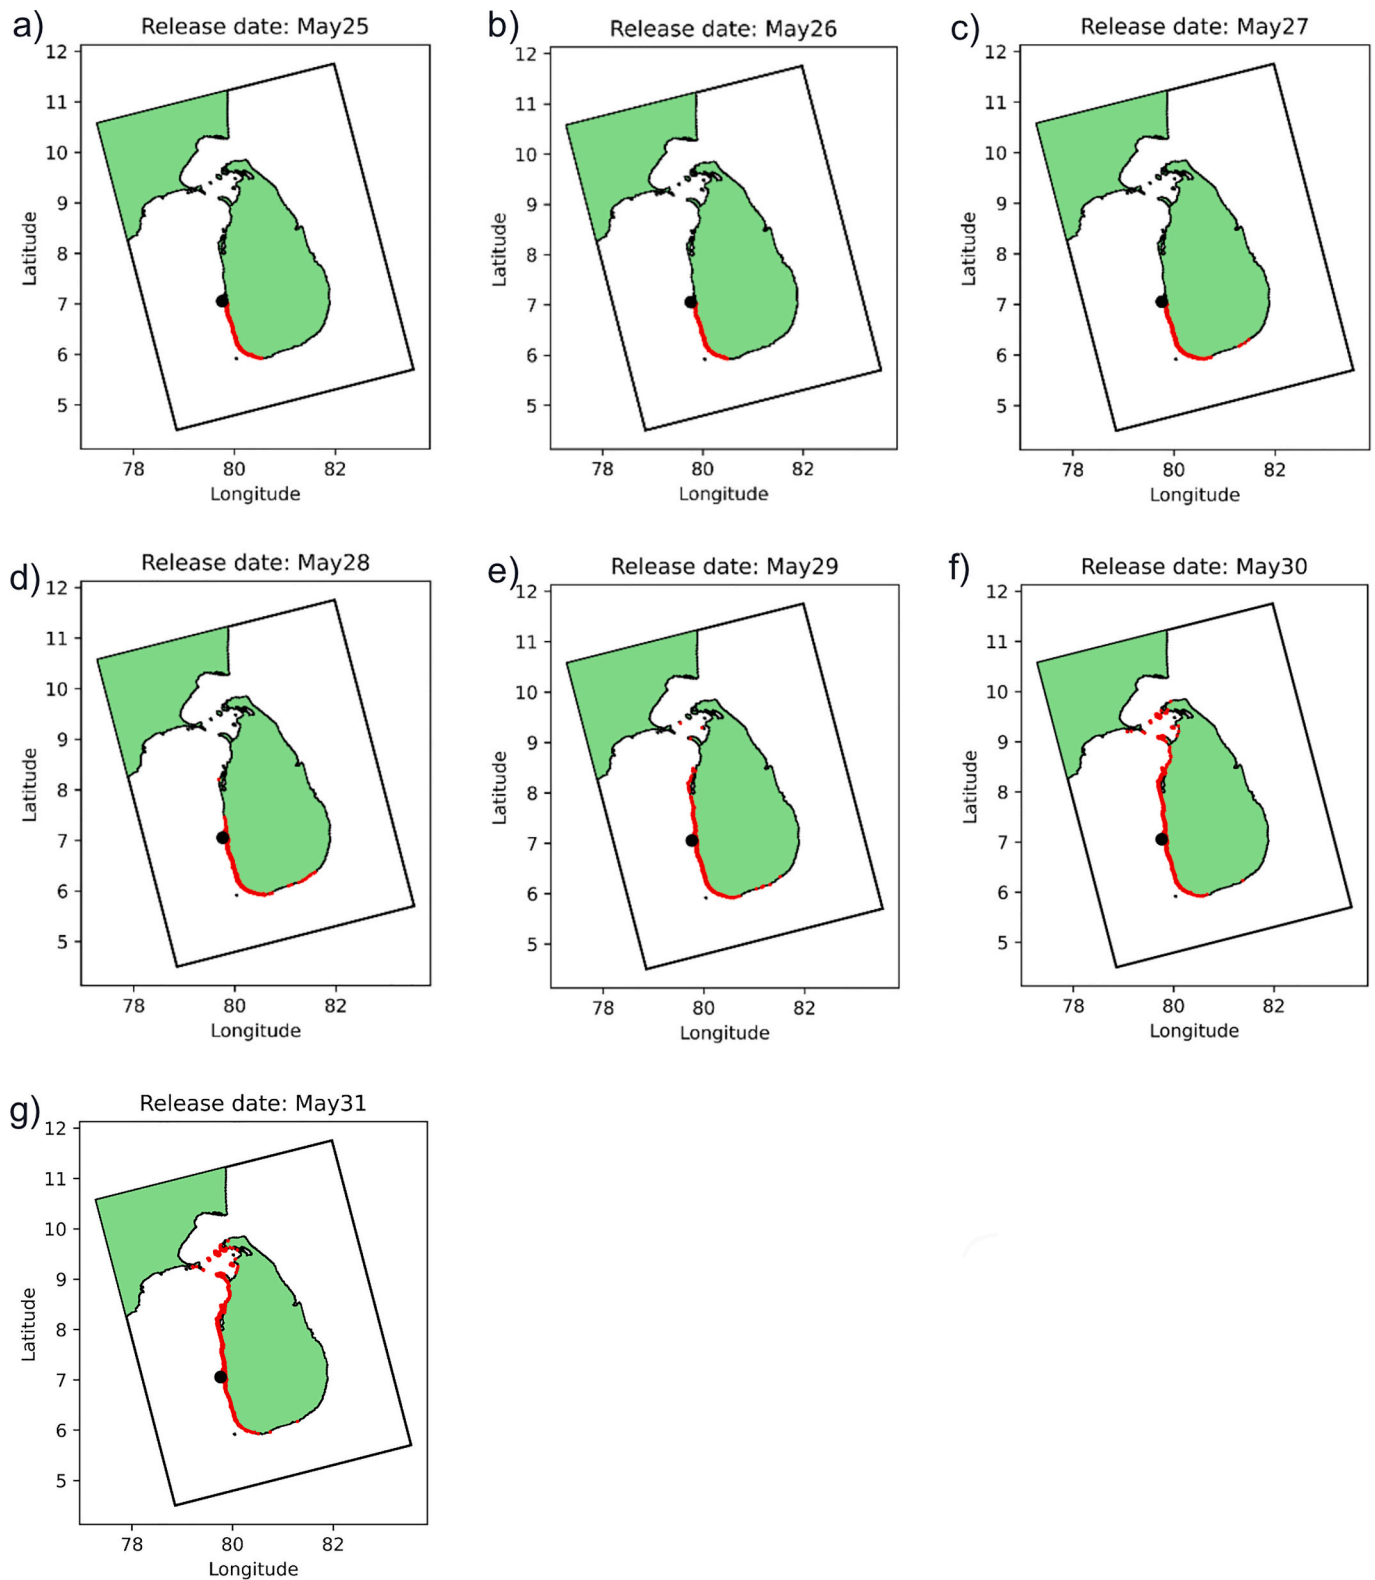 a) Release date: May25
12
11
10
9
8
7
6
5
Latitude
78 80 82
Longitude
b) Release date: May26
12
11
10
9
8
7
6
5
Latitude
78 80 82
Longitude
c) Release date: May27
12
11
10
9
8
7
6
5
Latitude
78 80 82
Longitude
d) Release date: May28
12
11
10
9
8
7
6
5
Latitude
78 80 82
Longitude
e) Release date: May29
12
11
10
9
8
7
6
5
Latitude
78 80 82
Longitude
f) Release date: May30
12
11
10
9
8
7
6
5
Latitude
78 80 82
Longitude
g) Release date: May31
12
11
10
9
8
7
6
5
Latitude
78 80 82
Longitude